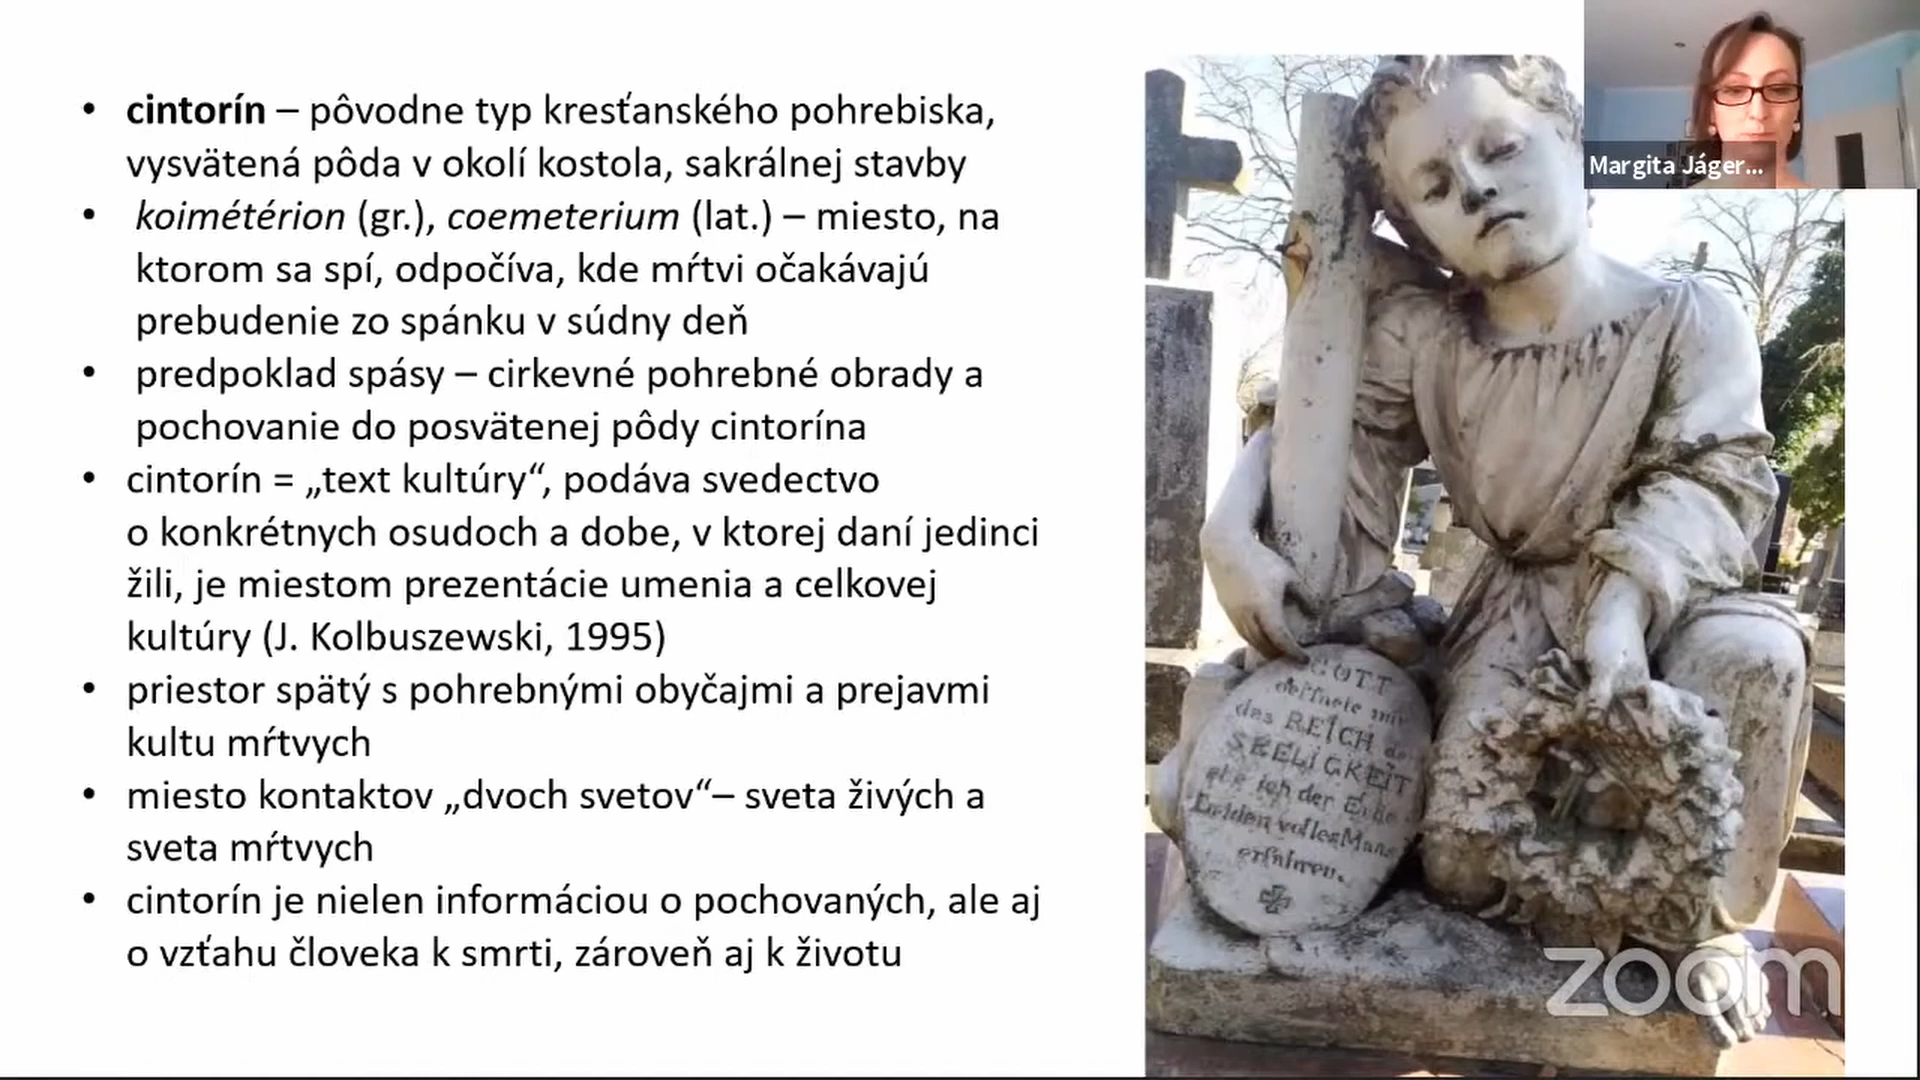 • cintorín – pôvodne typ kresťanského pohrebiska,
vysvätená pôda v okolí kostola, sakrálnej stavby
• koimétérion (gr.), coemeterium (lat.) – miesto, na
ktorom sa spí, odpočíva, kde mŕtvi očakávajú
prebudenie zo spánku v súdny deň
• predpoklad spásy – cirkevné pohrebné obrady a
pochovanie do posvätenej pôdy cintorína
• cintorín = „text kultúry“, podáva svedectvo
o konkrétnych osudoch a dobe, v ktorej daní jedinci
žili, je miestom prezentácie umenia a celkovej
kultúry (J. Kolbuszewski, 1995)
• priestor spätý s pohrebnými obyčajmi a prejavmi
kultu mŕtvych
• miesto kontaktov „dvoch svetov“– sveta živých a
sveta mŕtvych
• cintorín je nielen informáciou o pochovaných, ale aj
o vzťahu človeka k smrti, zároveň aj k životu
Margita Jáger...
GOTT
mir
das REICH
SEELIGKEIT
ich der
erfahren.
zoom